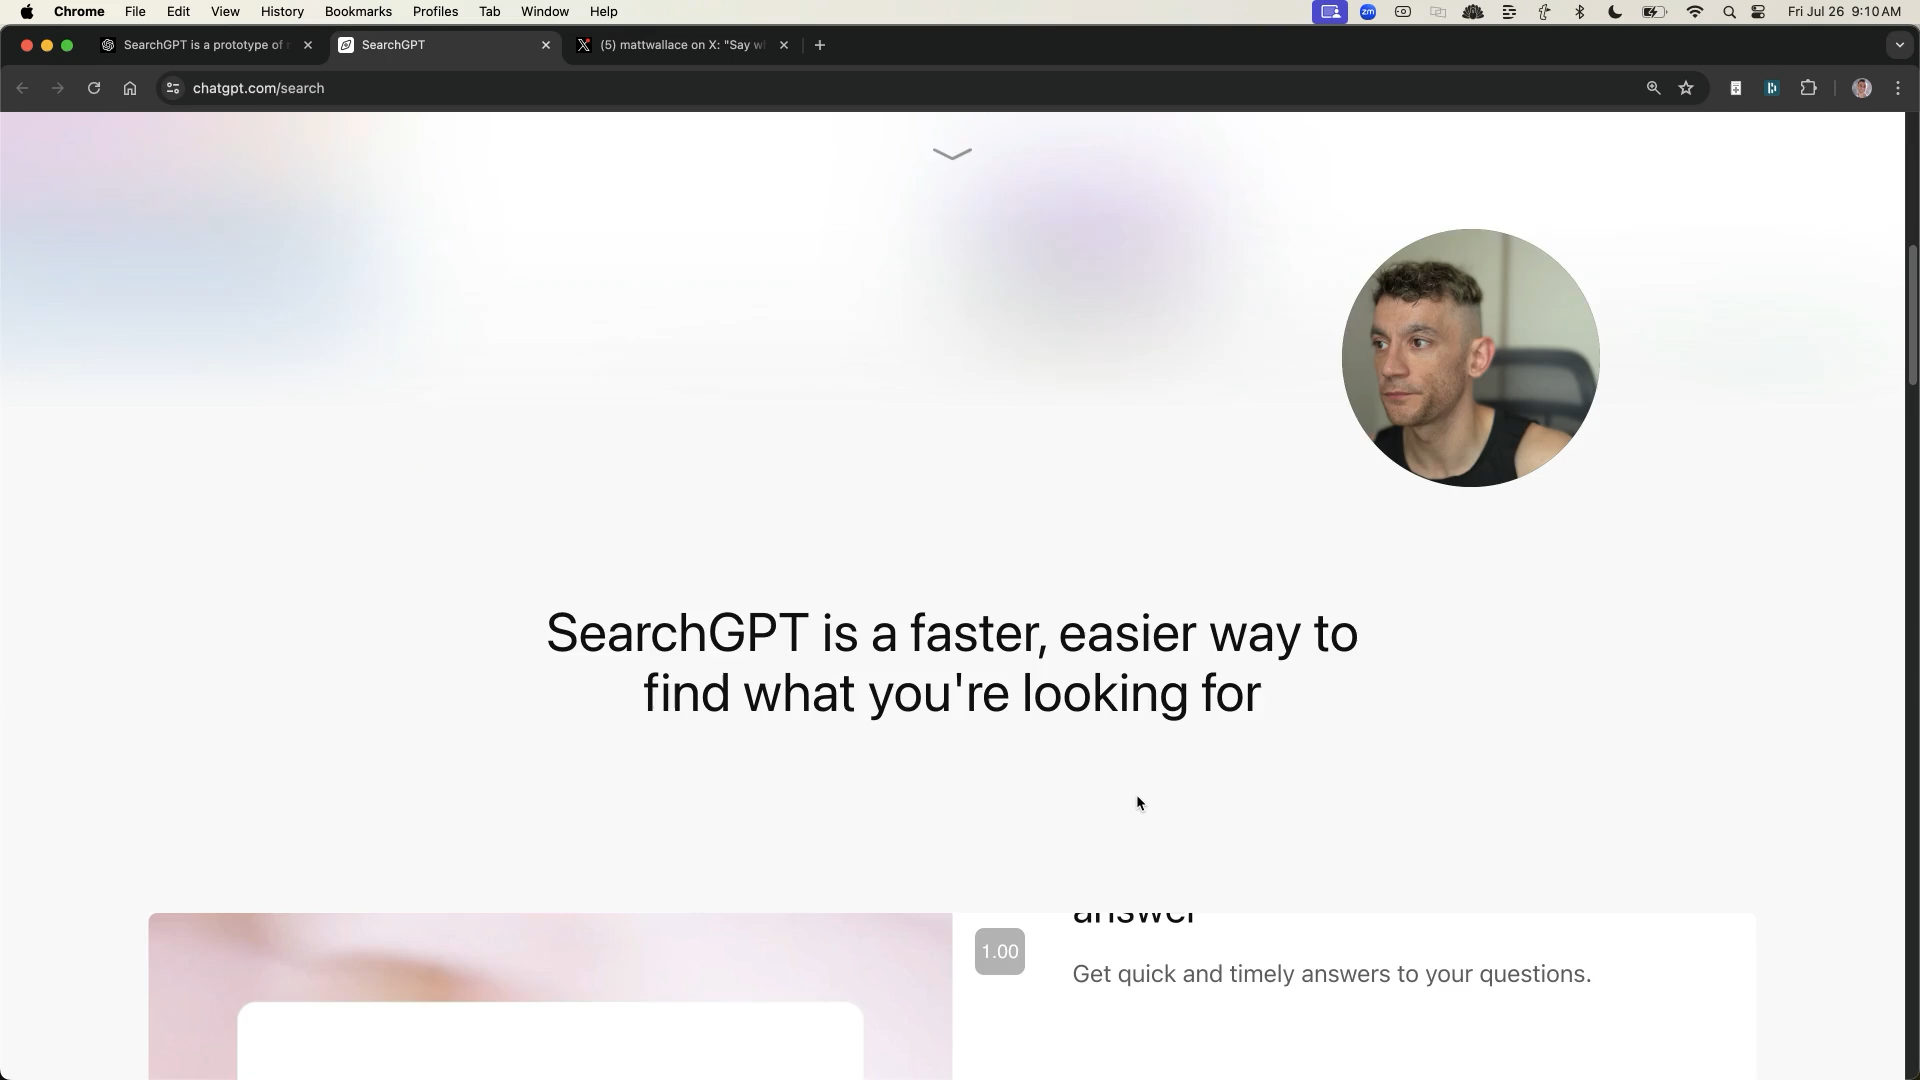 Chrome File Edit View History Bookmarks Profiles Tab Window Help
zm
Fri Jul 26 9:10 AM
SearchGPT is a prototype of
SearchGPT
(5) mattwallace on X: "Say w
chatgpt.com/search
SearchGPT is a faster, easier way to
find what you're looking for
answer
1.00
Get quick and timely answers to your questions.